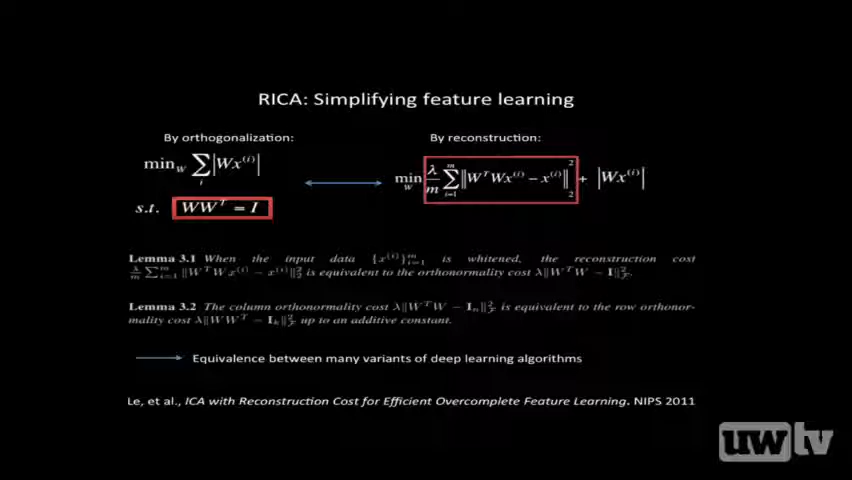 RICA: Simplifying feature learning
By orthogonalization:
min_W ∑_i |Wx^(i)|
s.t. WW^T = I
By reconstruction:
min_W λ/m ∑_{i=1}^m ‖W^T Wx^(i) − x^(i)‖_2^2 + |Wx^(i)|
Lemma 3.1 When the input data {x^(i)}_{i=1}^m is whitened, the reconstruction cost
λ/m ∑_{i=1}^m ‖W^T W x^(i) − x^(i)‖_2^2 is equivalent to the orthonormality cost λ‖W^T W − I‖_F^2.
Lemma 3.2 The column orthonormality cost λ‖W^T W − I_n‖_F^2 is equivalent to the row orthonor-
mality cost λ‖W W^T − I_k‖_F^2 up to an additive constant.
Equivalence between many variants of deep learning algorithms
Le, et al., ICA with Reconstruction Cost for Efficient Overcomplete Feature Learning. NIPS 2011
uwtv